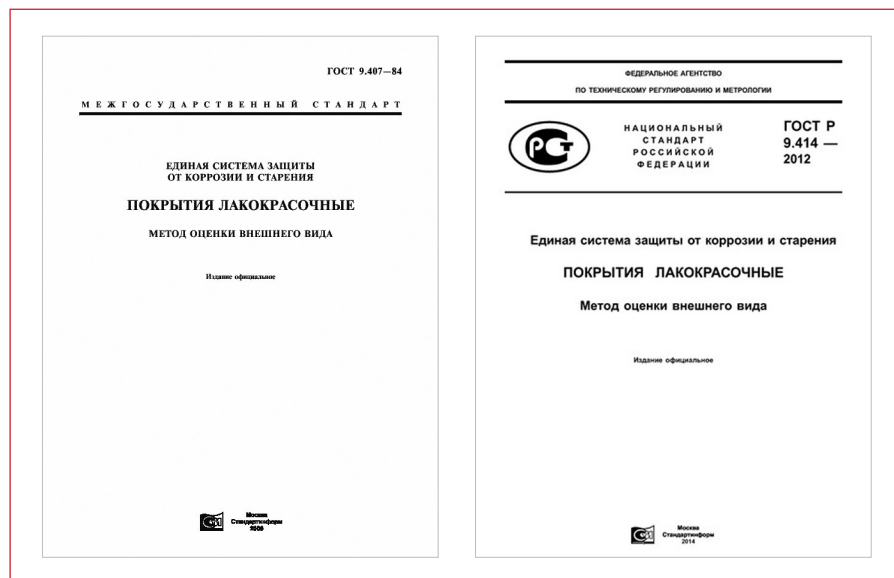 ГОСТ 9.407—84
МЕЖГОСУДАРСТВЕННЫЙ СТАНДАРТ
ЕДИНАЯ СИСТЕМА ЗАЩИТЫ
ОТ КОРРОЗИИ И СТАРЕНИЯ
ПОКРЫТИЯ ЛАКОКРАСОЧНЫЕ
МЕТОД ОЦЕНКИ ВНЕШНЕГО ВИДА
Издание официальное
Москва
Стандартинформ
ФЕДЕРАЛЬНОЕ АГЕНТСТВО
ПО ТЕХНИЧЕСКОМУ РЕГУЛИРОВАНИЮ И МЕТРОЛОГИИ
НАЦИОНАЛЬНЫЙ
СТАНДАРТ
РОССИЙСКОЙ
ФЕДЕРАЦИИ
ГОСТ Р
9.414 —
2012
Единая система защиты от коррозии и старения
ПОКРЫТИЯ ЛАКОКРАСОЧНЫЕ
Метод оценки внешнего вида
Издание официальное
Москва
Стандартинформ
2014